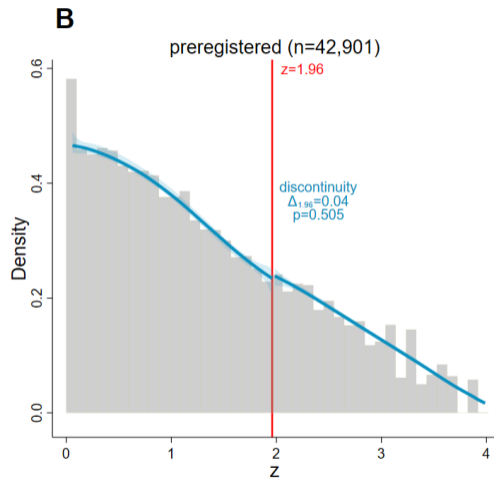 B
preregistered (n=42,901)
z=1.96
discontinuity
Δ₁.₉₆=0.04
p=0.505
Density
0.0
0.2
0.4
0.6
0
1
2
3
4
z